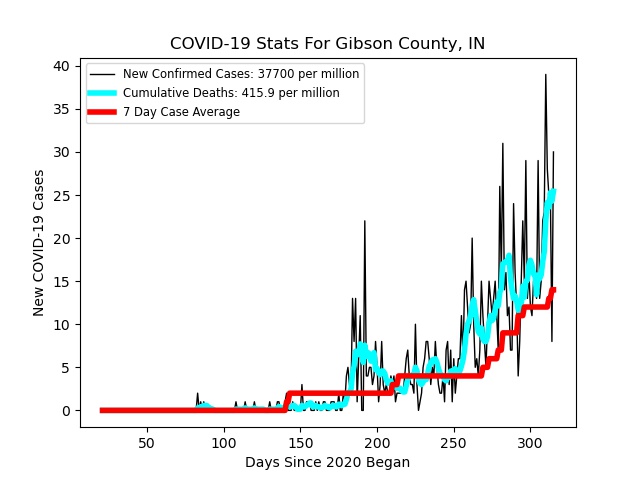 COVID-19 Stats For Gibson County, IN
New Confirmed Cases: 37700 per million
Cumulative Deaths: 415.9 per million
7 Day Case Average
New COVID-19 Cases
40
35
30
25
20
15
10
5
0
50 100 150 200 250 300
Days Since 2020 Began